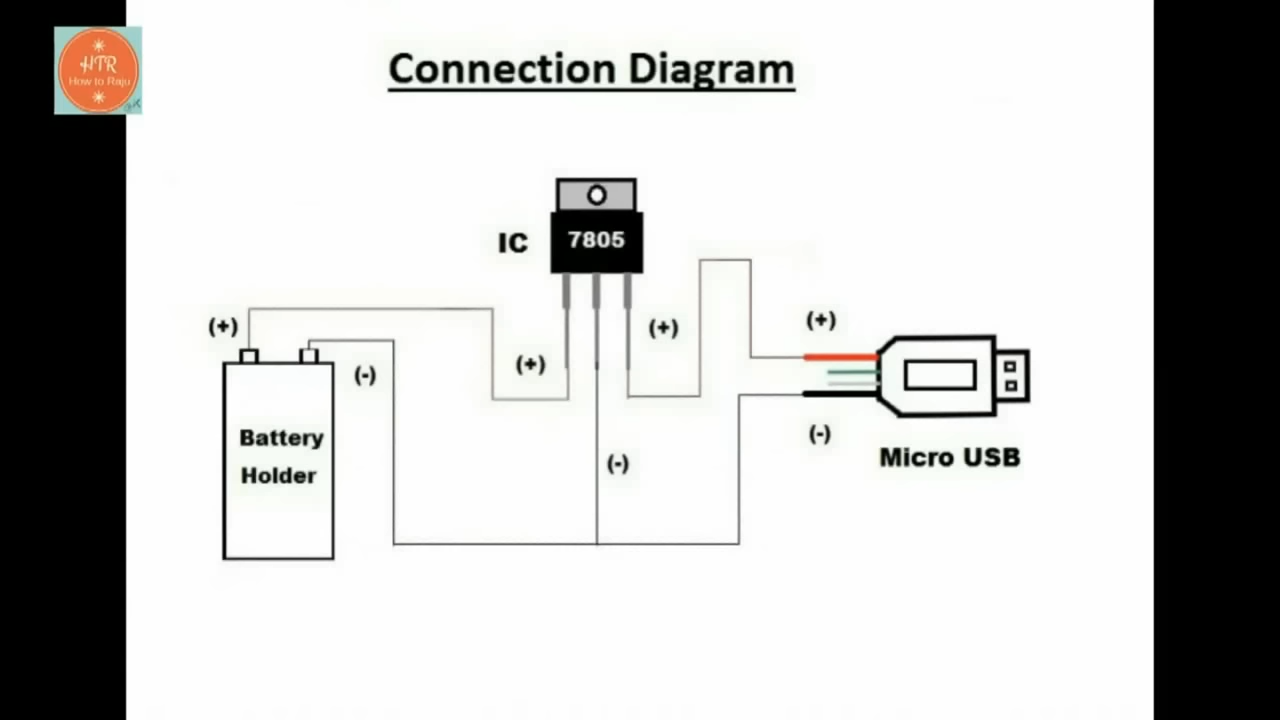 HTR
How to Raju
Connection Diagram
IC
7805
(+)
(-)
(+)
(+)
(+)
(-)
(-)
Battery
Holder
Micro USB